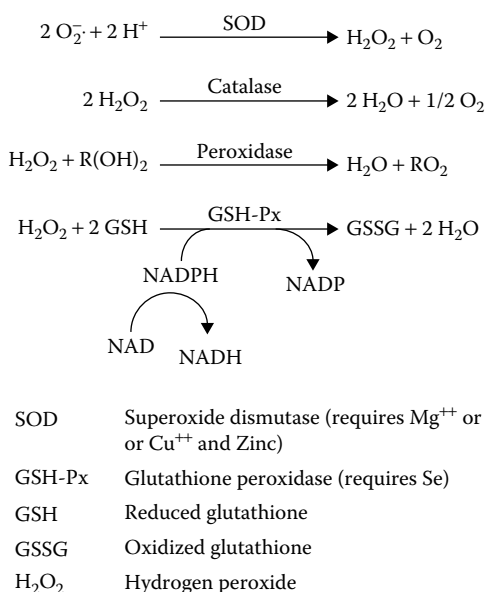 2 O₂⁻· + 2 H⁺ SOD H₂O₂ + O₂
2 H₂O₂ Catalase 2 H₂O + 1/2 O₂
H₂O₂ + R(OH)₂ Peroxidase H₂O + RO₂
H₂O₂ + 2 GSH GSH-Px GSSG + 2 H₂O
NADPH NADP
NAD NADH
SOD Superoxide dismutase (requires Mg⁺⁺ or
or Cu⁺⁺ and Zinc)
GSH-Px Glutathione peroxidase (requires Se)
GSH Reduced glutathione
GSSG Oxidized glutathione
H₂O₂ Hydrogen peroxide